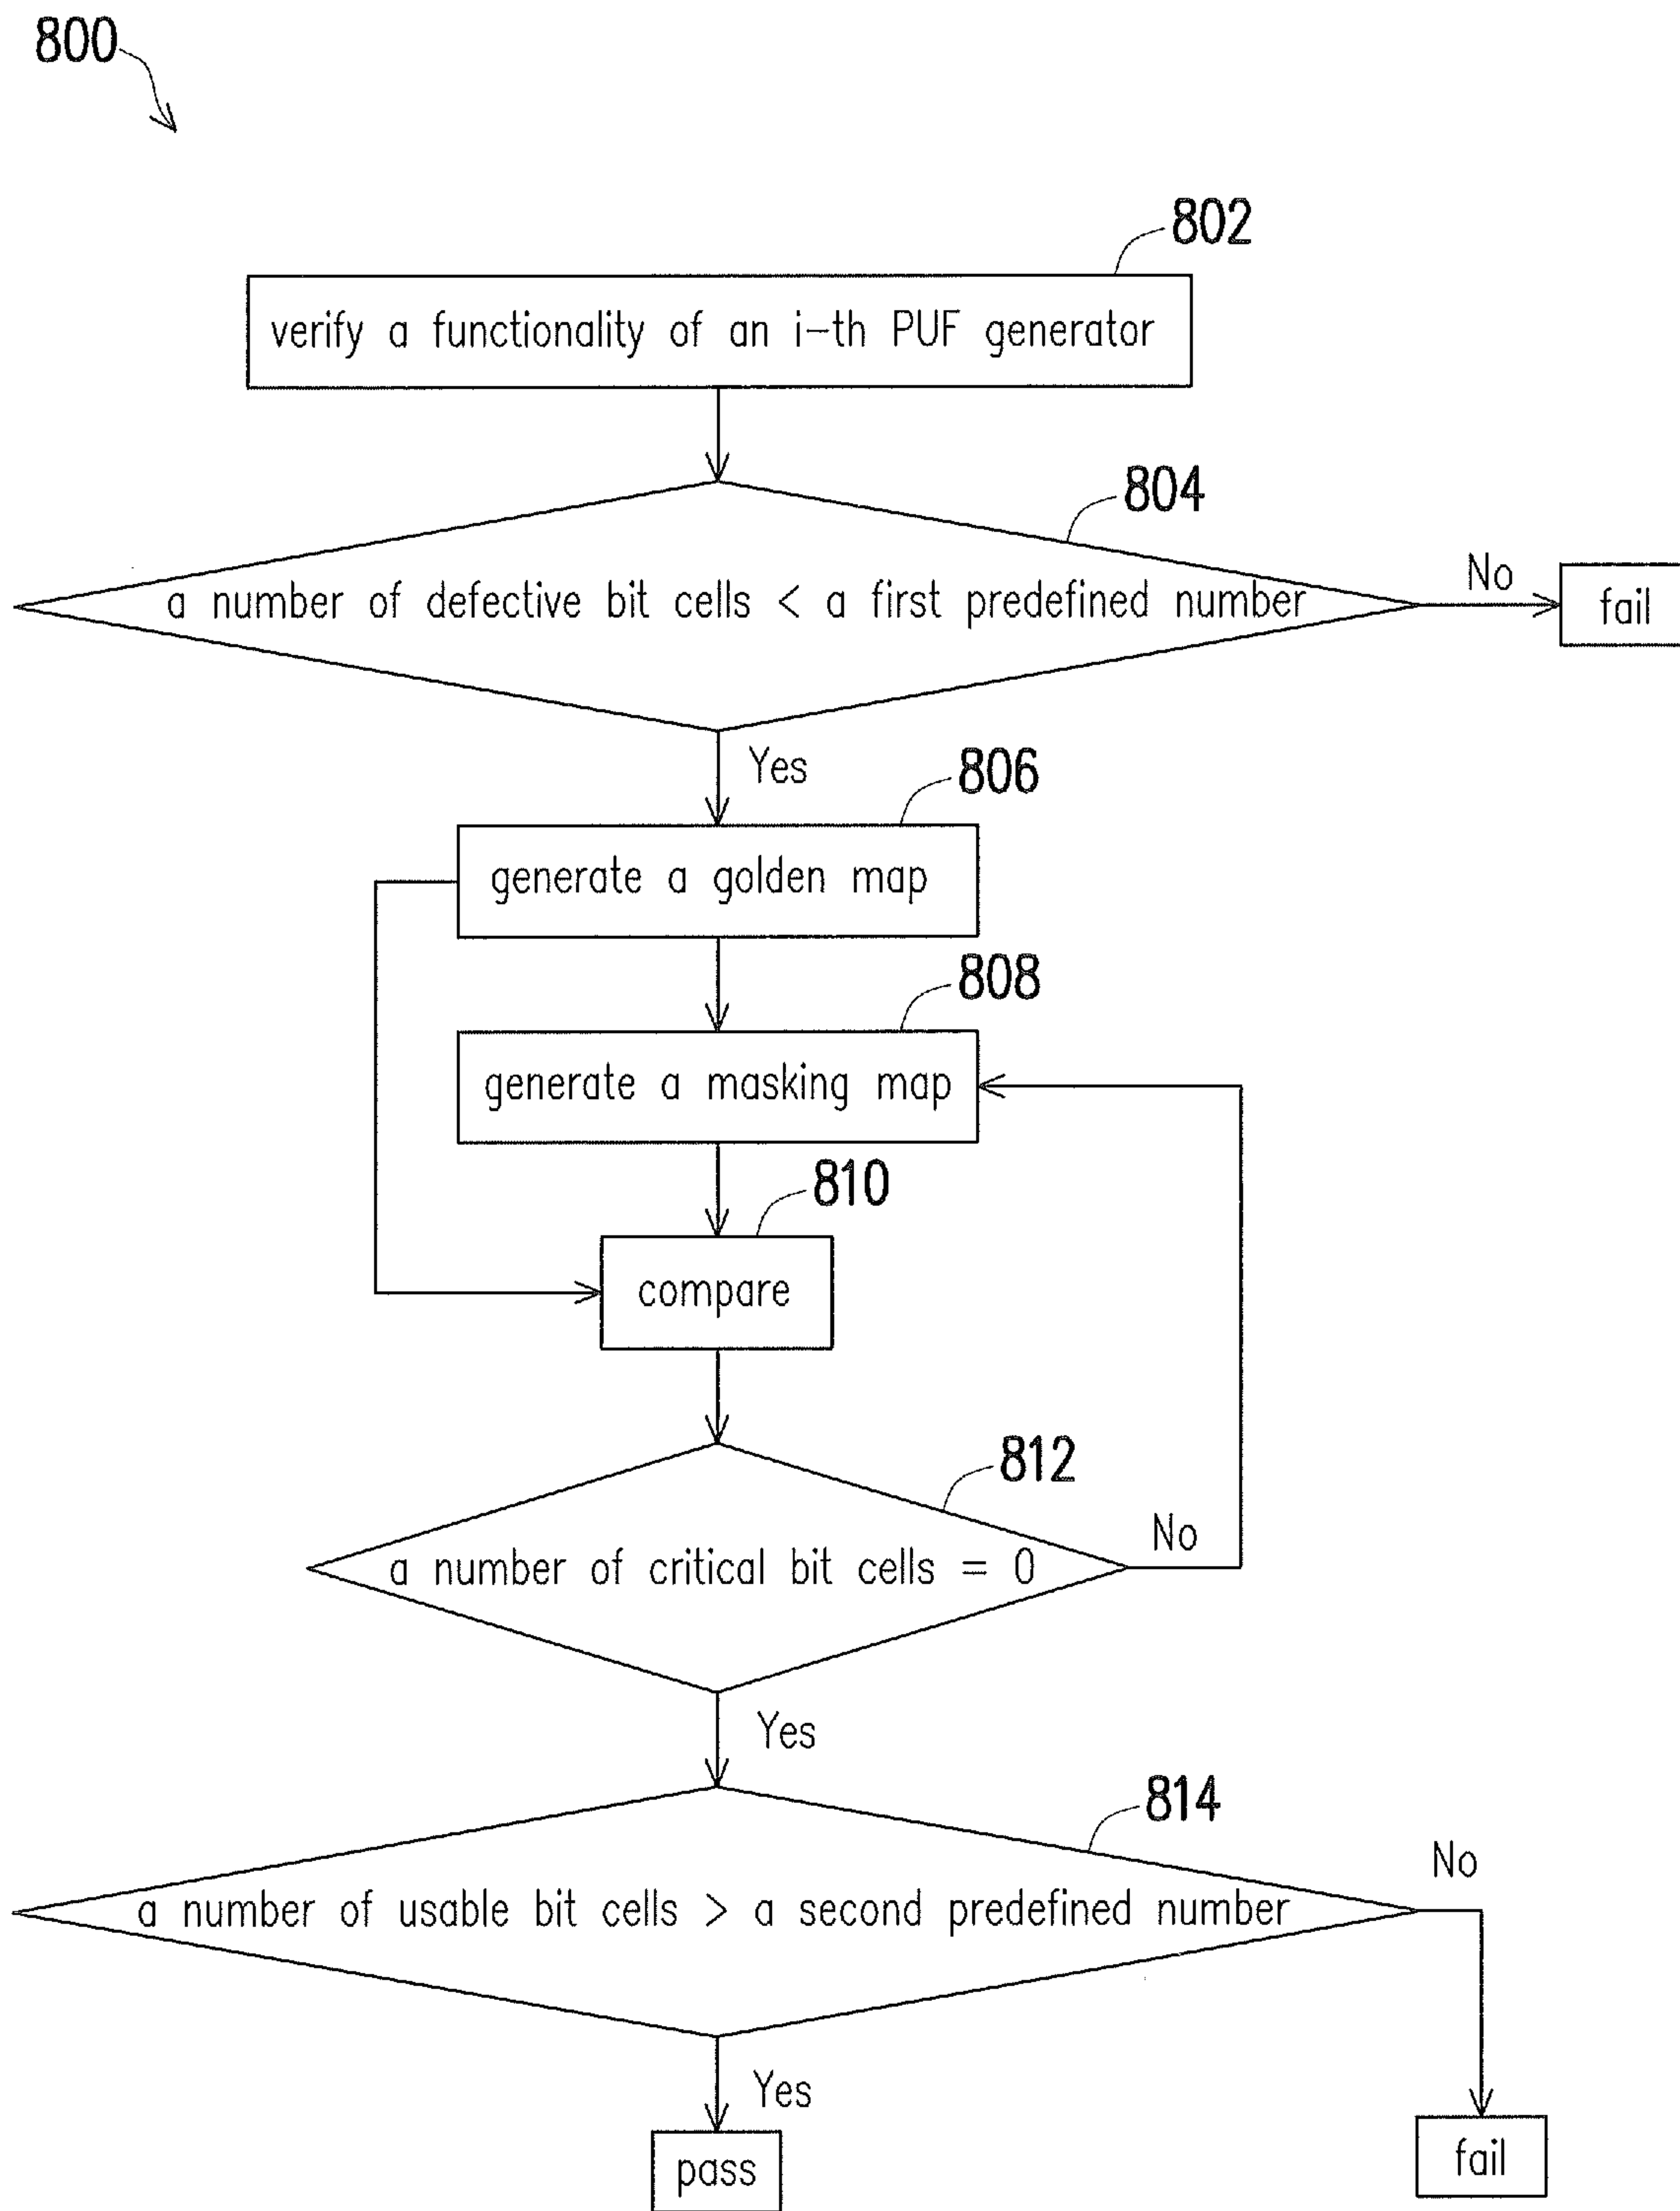 800
802
verify a functionality of an i-th PUF generator
804
a number of defective bit cells < a first predefined number
No
fail
Yes
806
generate a golden map
808
generate a masking map
810
compare
812
a number of critical bit cells = 0
No
Yes
814
a number of usable bit cells > a second predefined number
No
Yes
pass
fail